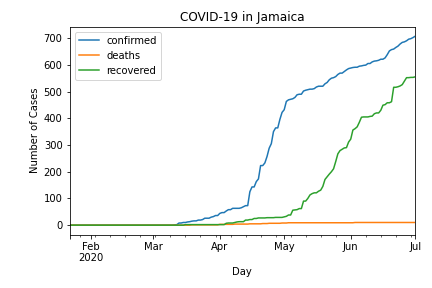 COVID-19 in Jamaica
confirmed
deaths
recovered
Number of Cases
700
600
500
400
300
200
100
0
Feb Mar Apr May Jun Jul
2020
Day